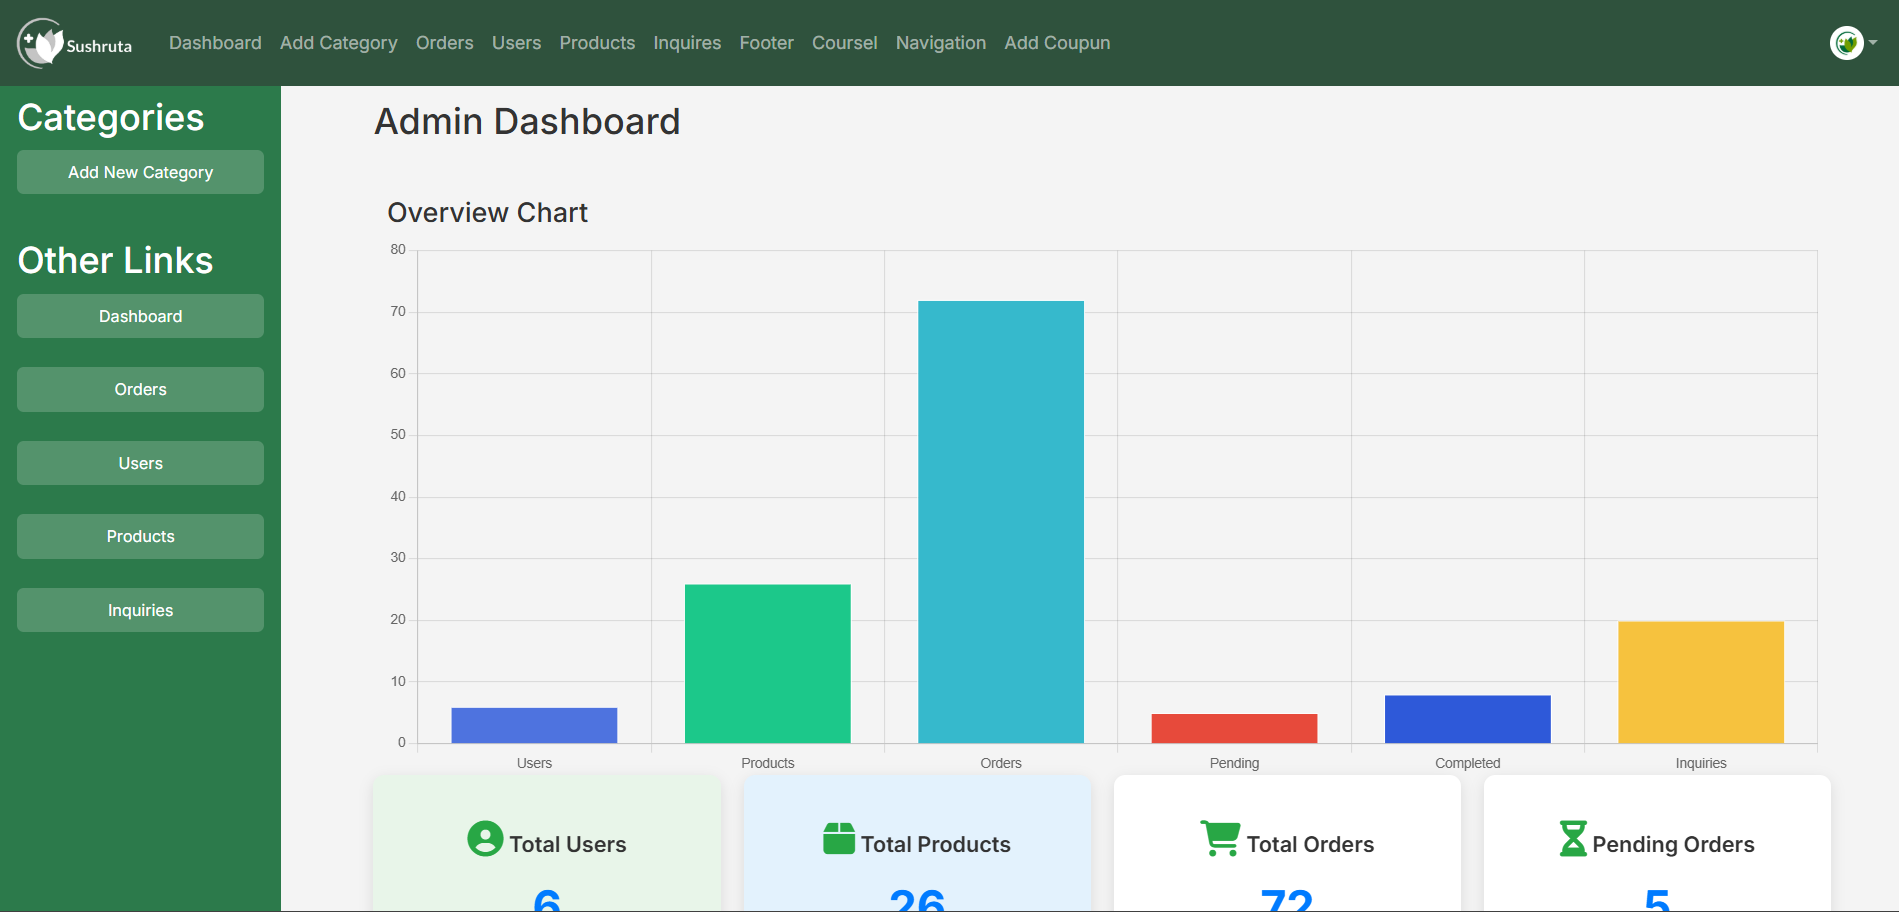 Sushruta
Dashboard Add Category Orders Users Products Inquires Footer Coursel Navigation Add Coupun
Categories
Add New Category
Other Links
Dashboard
Orders
Users
Products
Inquiries
Admin Dashboard
Overview Chart
80
70
60
50
40
30
20
10
0
Users Products Orders Pending Completed Inquiries
Total Users
6
Total Products
26
Total Orders
72
Pending Orders
5